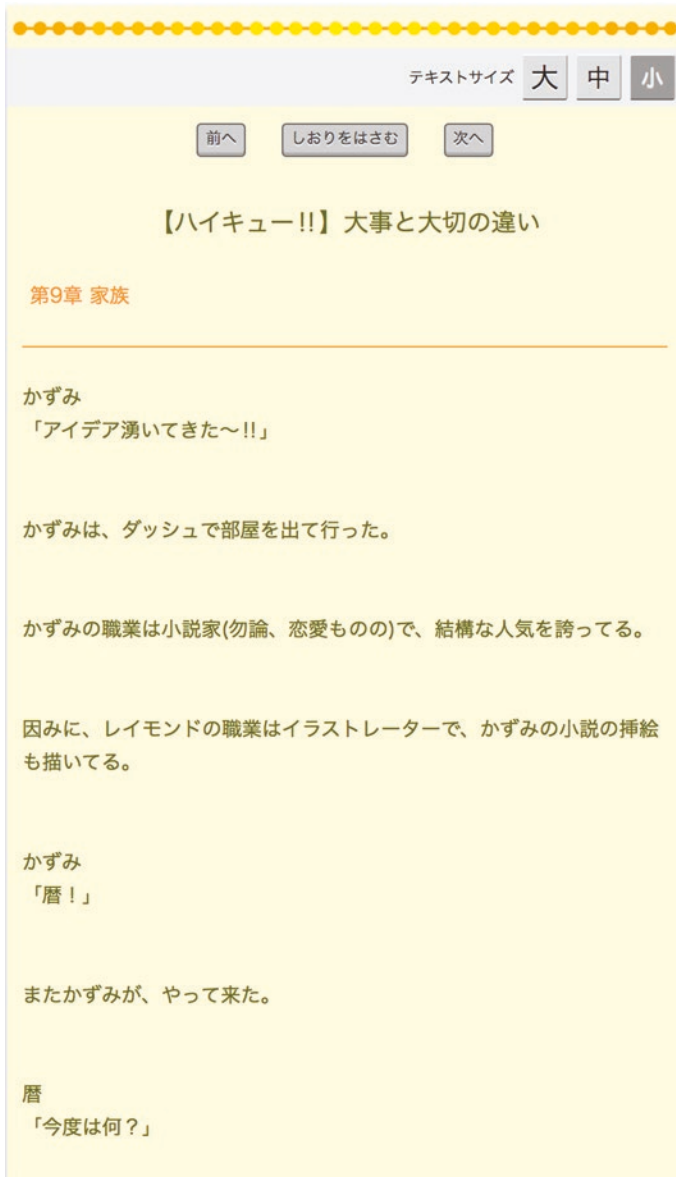 テキストサイズ 大 中 小
前へ しおりをはさむ 次へ
【ハイキュー!!】大事と大切の違い
第9章 家族
かずみ
「アイデア湧いてきた〜!!」
かずみは、ダッシュで部屋を出て行った。
かずみの職業は小説家(勿論、恋愛ものの)で、結構な人気を誇ってる。
因みに、レイモンドの職業はイラストレーターで、かずみの小説の挿絵
も描いてる。
かずみ
「暦！」
またかずみが、やって来た。
暦
「今度は何？」